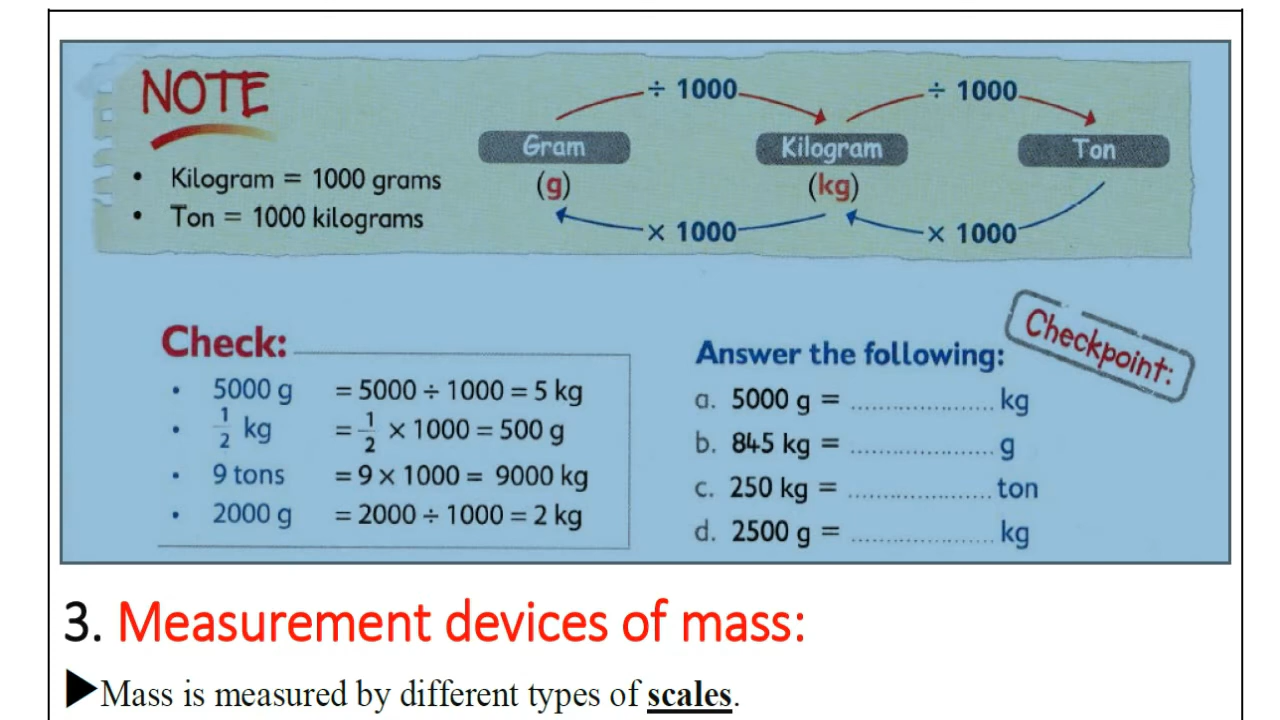 NOTE
• Kilogram = 1000 grams
• Ton = 1000 kilograms
÷ 1000
÷ 1000
Gram
Kilogram
Ton
(g)
(kg)
× 1000
× 1000
Check:
• 5000 g = 5000 ÷ 1000 = 5 kg
• 1/2 kg = 1/2 × 1000 = 500 g
• 9 tons = 9 × 1000 = 9000 kg
• 2000 g = 2000 ÷ 1000 = 2 kg
Checkpoint:
Answer the following:
a. 5000 g = ..................... kg
b. 845 kg = ..................... g
c. 250 kg = ..................... ton
d. 2500 g = ..................... kg
3. Measurement devices of mass:
▶Mass is measured by different types of scales.